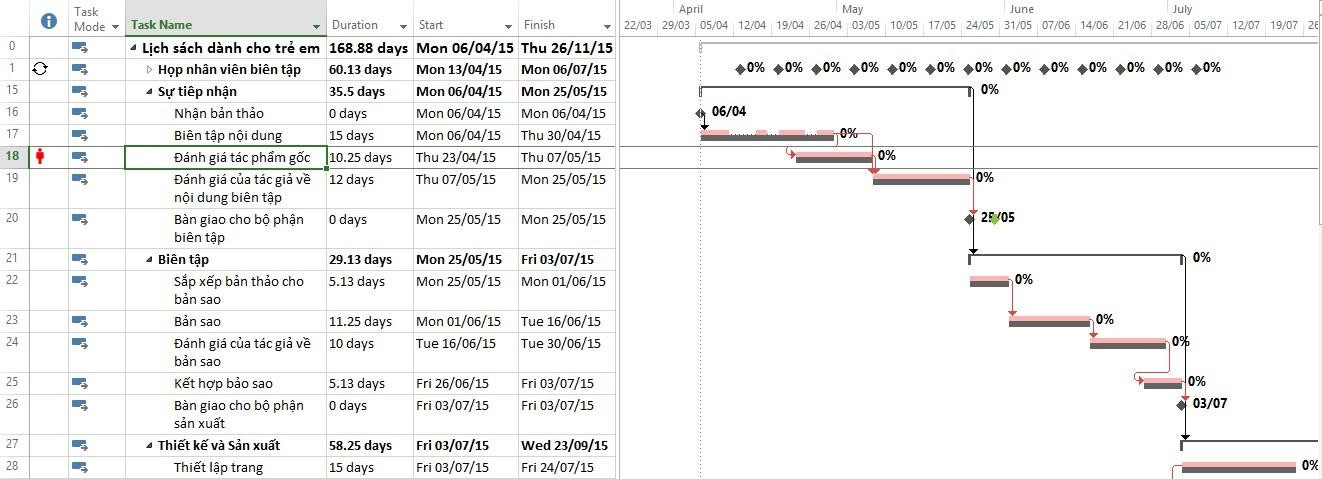 Task Mode Task Name Duration Start Finish
April May June July
22/03 29/03 05/04 12/04 19/04 26/04 03/05 10/05 17/05 24/05 31/05 07/06 14/06 21/06 28/06 05/07 12/07 19/07 26
0 Lịch sách dành cho trẻ em 168.88 days Mon 06/04/15 Thu 26/11/15
1 Họp nhân viên biên tập 60.13 days Mon 13/04/15 Mon 06/07/15 0% 0% 0% 0% 0% 0% 0% 0% 0% 0% 0% 0% 0%
15 Sự tiếp nhận 35.5 days Mon 06/04/15 Mon 25/05/15 0%
16 Nhận bản thảo 0 days Mon 06/04/15 Mon 06/04/15 06/04
17 Biên tập nội dung 15 days Mon 06/04/15 Thu 30/04/15 0%
18 Đánh giá tác phẩm gốc 10.25 days Thu 23/04/15 Thu 07/05/15 0%
19 Đánh giá của tác giả về 12 days Thu 07/05/15 Mon 25/05/15 0%
nội dung biên tập
20 Bàn giao cho bộ phận 0 days Mon 25/05/15 Mon 25/05/15 25/05
biên tập
21 Biên tập 29.13 days Mon 25/05/15 Fri 03/07/15 0%
22 Sắp xếp bản thảo cho 5.13 days Mon 25/05/15 Mon 01/06/15 0%
bản sao
23 Bản sao 11.25 days Mon 01/06/15 Tue 16/06/15 0%
24 Đánh giá của tác giả về 10 days Tue 16/06/15 Tue 30/06/15 0%
bản sao
25 Kết hợp bảo sao 5.13 days Fri 26/06/15 Fri 03/07/15 0%
26 Bàn giao cho bộ phận 0 days Fri 03/07/15 Fri 03/07/15 03/07
sản xuất
27 Thiết kế và Sản xuất 58.25 days Fri 03/07/15 Wed 23/09/15
28 Thiết lập trang 15 days Fri 03/07/15 Fri 24/07/15 0%